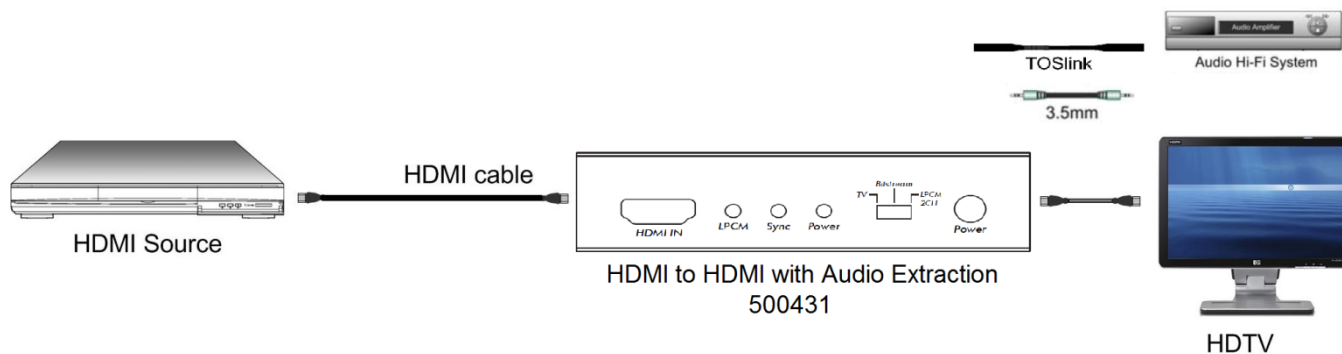 Audio Amplifier
TOSlink
Audio Hi-Fi System
3.5mm
HDMI cable
HDMI Source
HDMI IN
LPCM
Sync
Power
TV
Bitstream
LPCM
2CH
Power
HDMI to HDMI with Audio Extraction
500431
HDTV